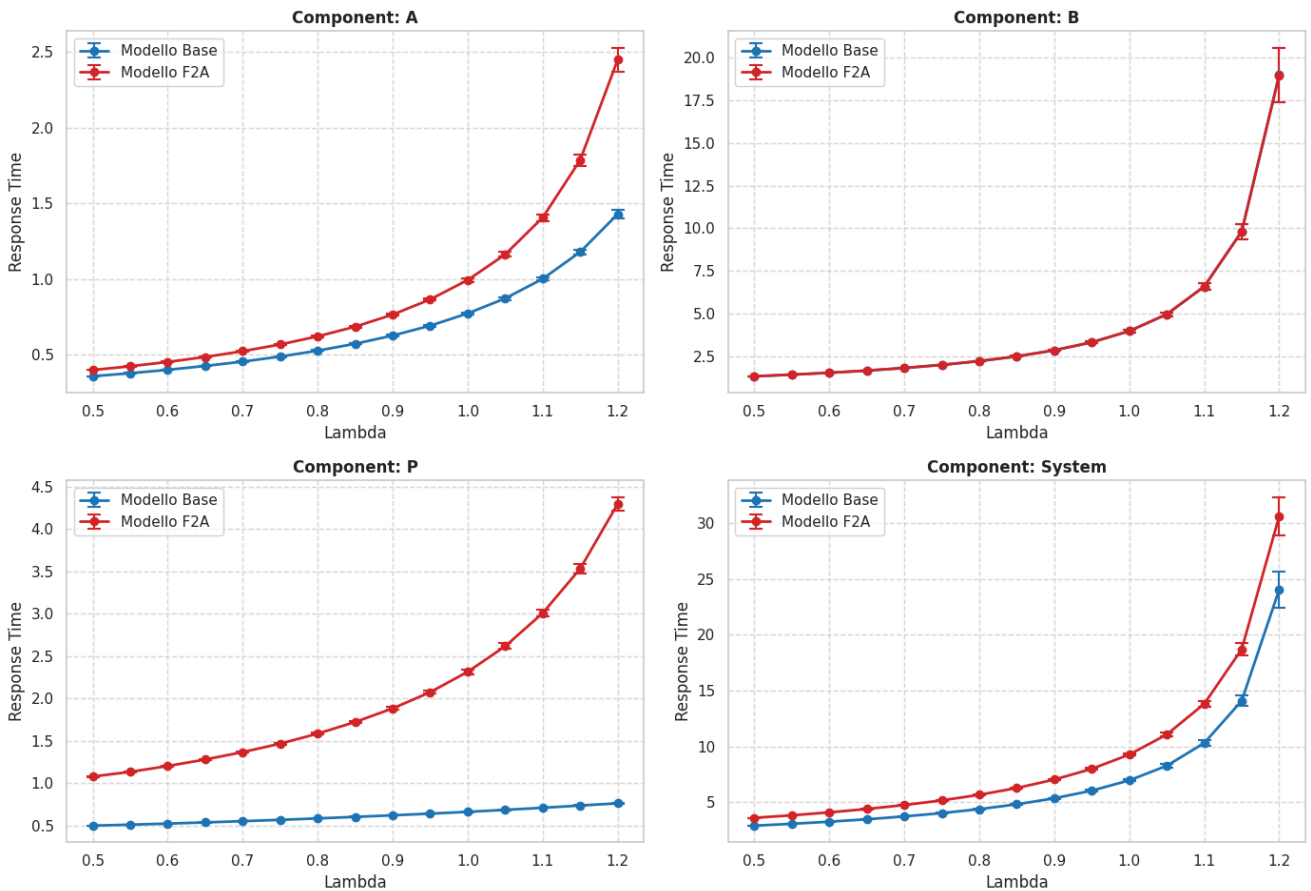 Component: A
Modello Base
Modello F2A
Response Time
2.5
2.0
1.5
1.0
0.5
0.5 0.6 0.7 0.8 0.9 1.0 1.1 1.2
Lambda
Component: B
Modello Base
Modello F2A
Response Time
20.0
17.5
15.0
12.5
10.0
7.5
5.0
2.5
0.5 0.6 0.7 0.8 0.9 1.0 1.1 1.2
Lambda
Component: P
Modello Base
Modello F2A
Response Time
4.5
4.0
3.5
3.0
2.5
2.0
1.5
1.0
0.5
0.5 0.6 0.7 0.8 0.9 1.0 1.1 1.2
Lambda
Component: System
Modello Base
Modello F2A
Response Time
30
25
20
15
10
5
0.5 0.6 0.7 0.8 0.9 1.0 1.1 1.2
Lambda